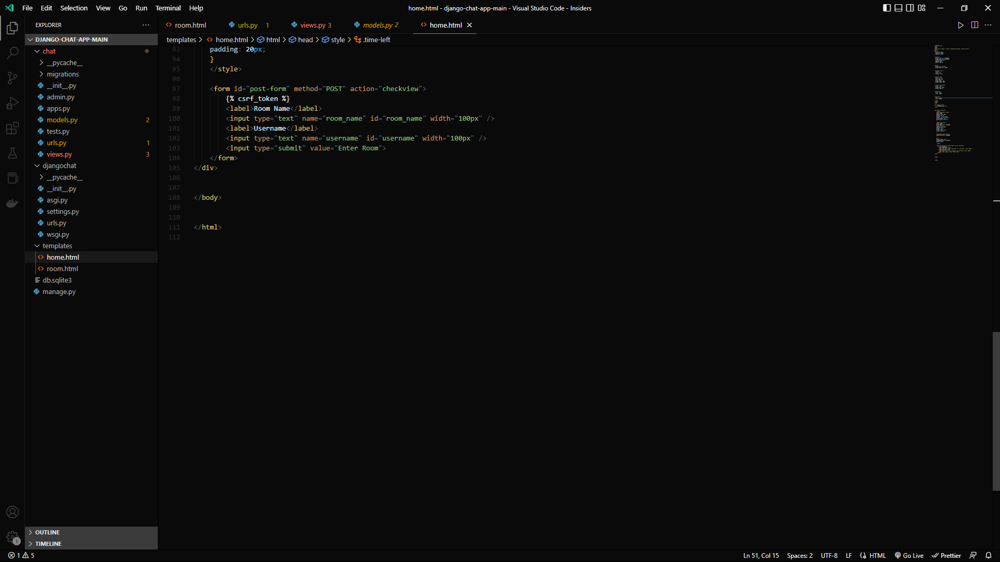 File Edit Selection View Go Run Terminal Help
home.html - django-chat-app-main - Visual Studio Code - Insiders
EXPLORER
room.html
urls.py 1
views.py 3
models.py 2
home.html
DJANGO-CHAT-APP-MAIN
chat
__pycache__
migrations
__init__.py
admin.py
apps.py
models.py 2
tests.py
urls.py 1
views.py 3
djangochat
__pycache__
__init__.py
asgi.py
settings.py
urls.py
wsgi.py
templates
home.html
room.html
db.sqlite3
manage.py
OUTLINE
TIMELINE
templates > home.html > html > head > style > .time-left
93 padding: 20px;
94 }
95 </style>
96
97 <form id="post-form" method="POST" action="checkview">
98 {% csrf_token %}
99 <label>Room Name</label>
100 <input type="text" name="room_name" id="room_name" width="100px" />
101 <label>Username</label>
102 <input type="text" name="username" id="username" width="100px" />
103 <input type="submit" value="Enter Room">
104 </form>
105 </div>
106
107
108 </body>
109
110
111 </html>
112
1
1 5
Ln 51, Col 15 Spaces: 2 UTF-8 LF HTML Go Live Prettier